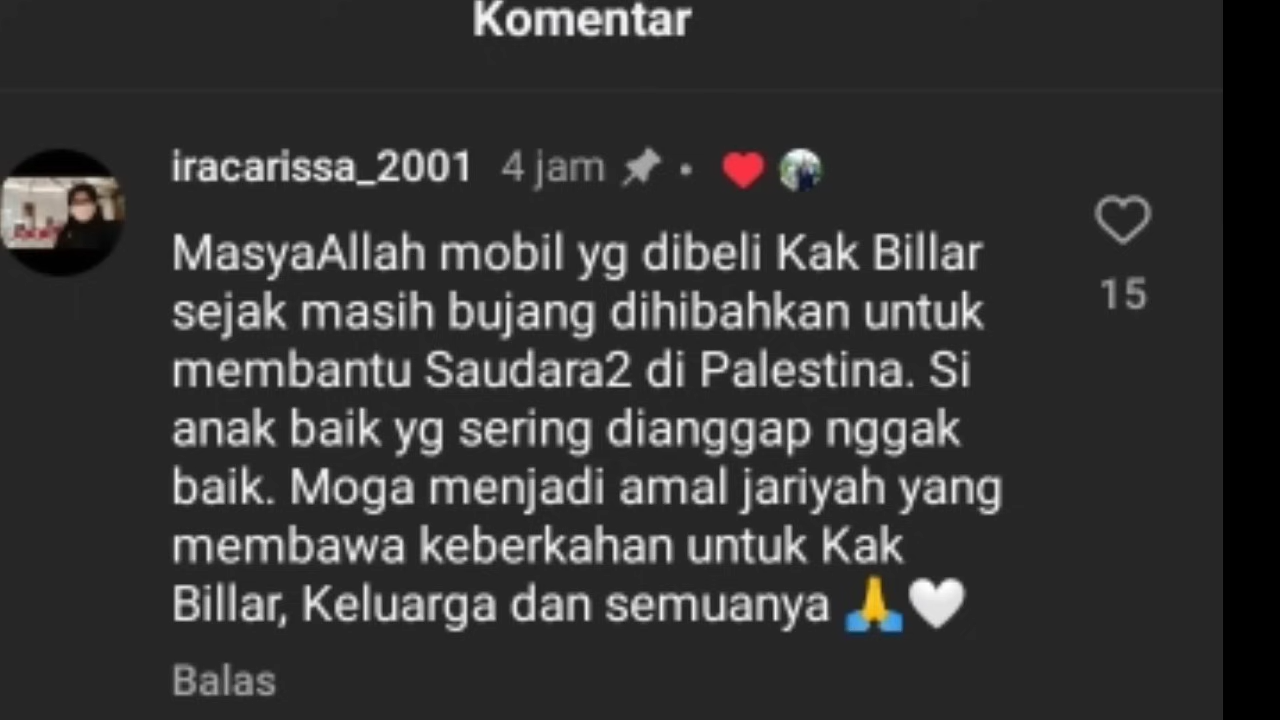 Komentar
iracarissa_2001 4 jam
MasyaAllah mobil yg dibeli Kak Billar
sejak masih bujang dihibahkan untuk
membantu Saudara2 di Palestina. Si
anak baik yg sering dianggap nggak
baik. Moga menjadi amal jariyah yang
membawa keberkahan untuk Kak
Billar, Keluarga dan semuanya 🙏🤍
15
Balas